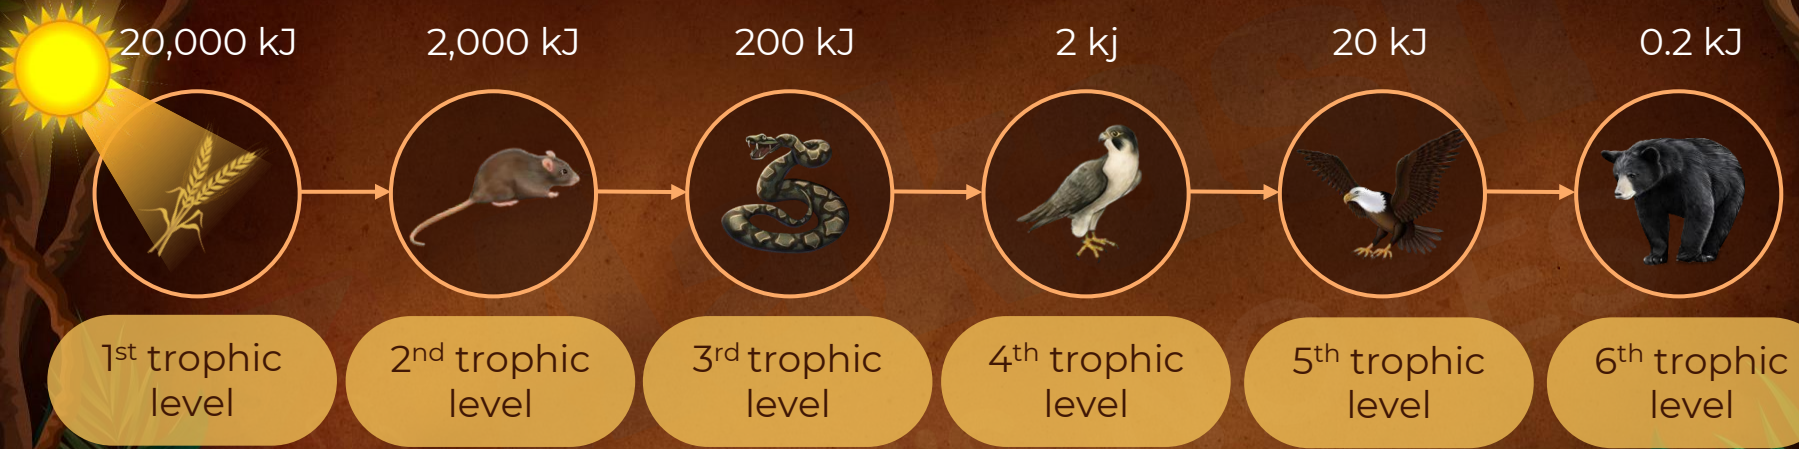 20,000 kJ
2,000 kJ
200 kJ
2 kj
20 kJ
0.2 kJ
1st trophic
level
2nd trophic
level
3rd trophic
level
4th trophic
level
5th trophic
level
6th trophic
level